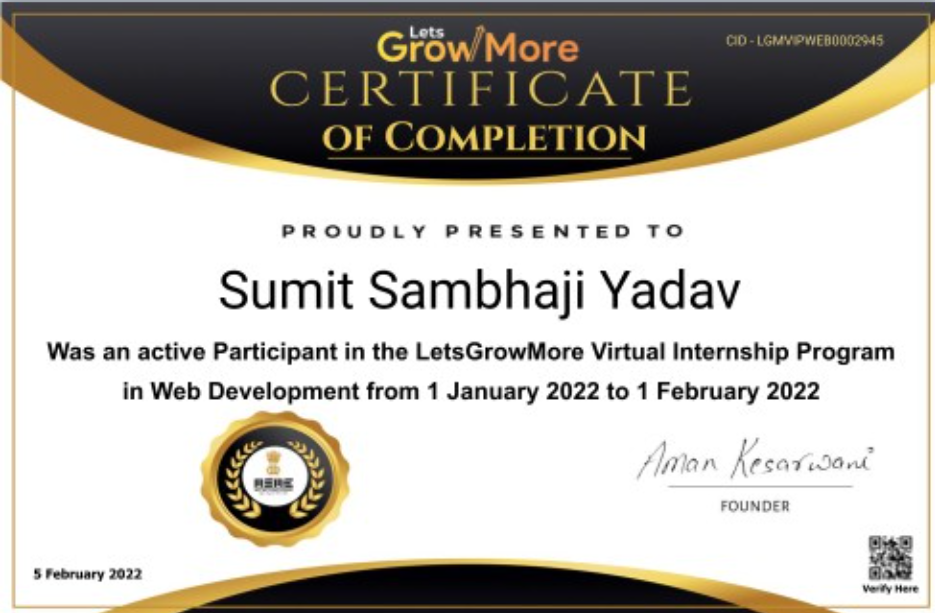 Lets
GrowMore
CID - LGMVIPWEB0002945
CERTIFICATE
OF COMPLETION
PROUDLY PRESENTED TO
Sumit Sambhaji Yadav
Was an active Participant in the LetsGrowMore Virtual Internship Program
in Web Development from 1 January 2022 to 1 February 2022
Aman Kesarwani
FOUNDER
5 February 2022
Verify Here